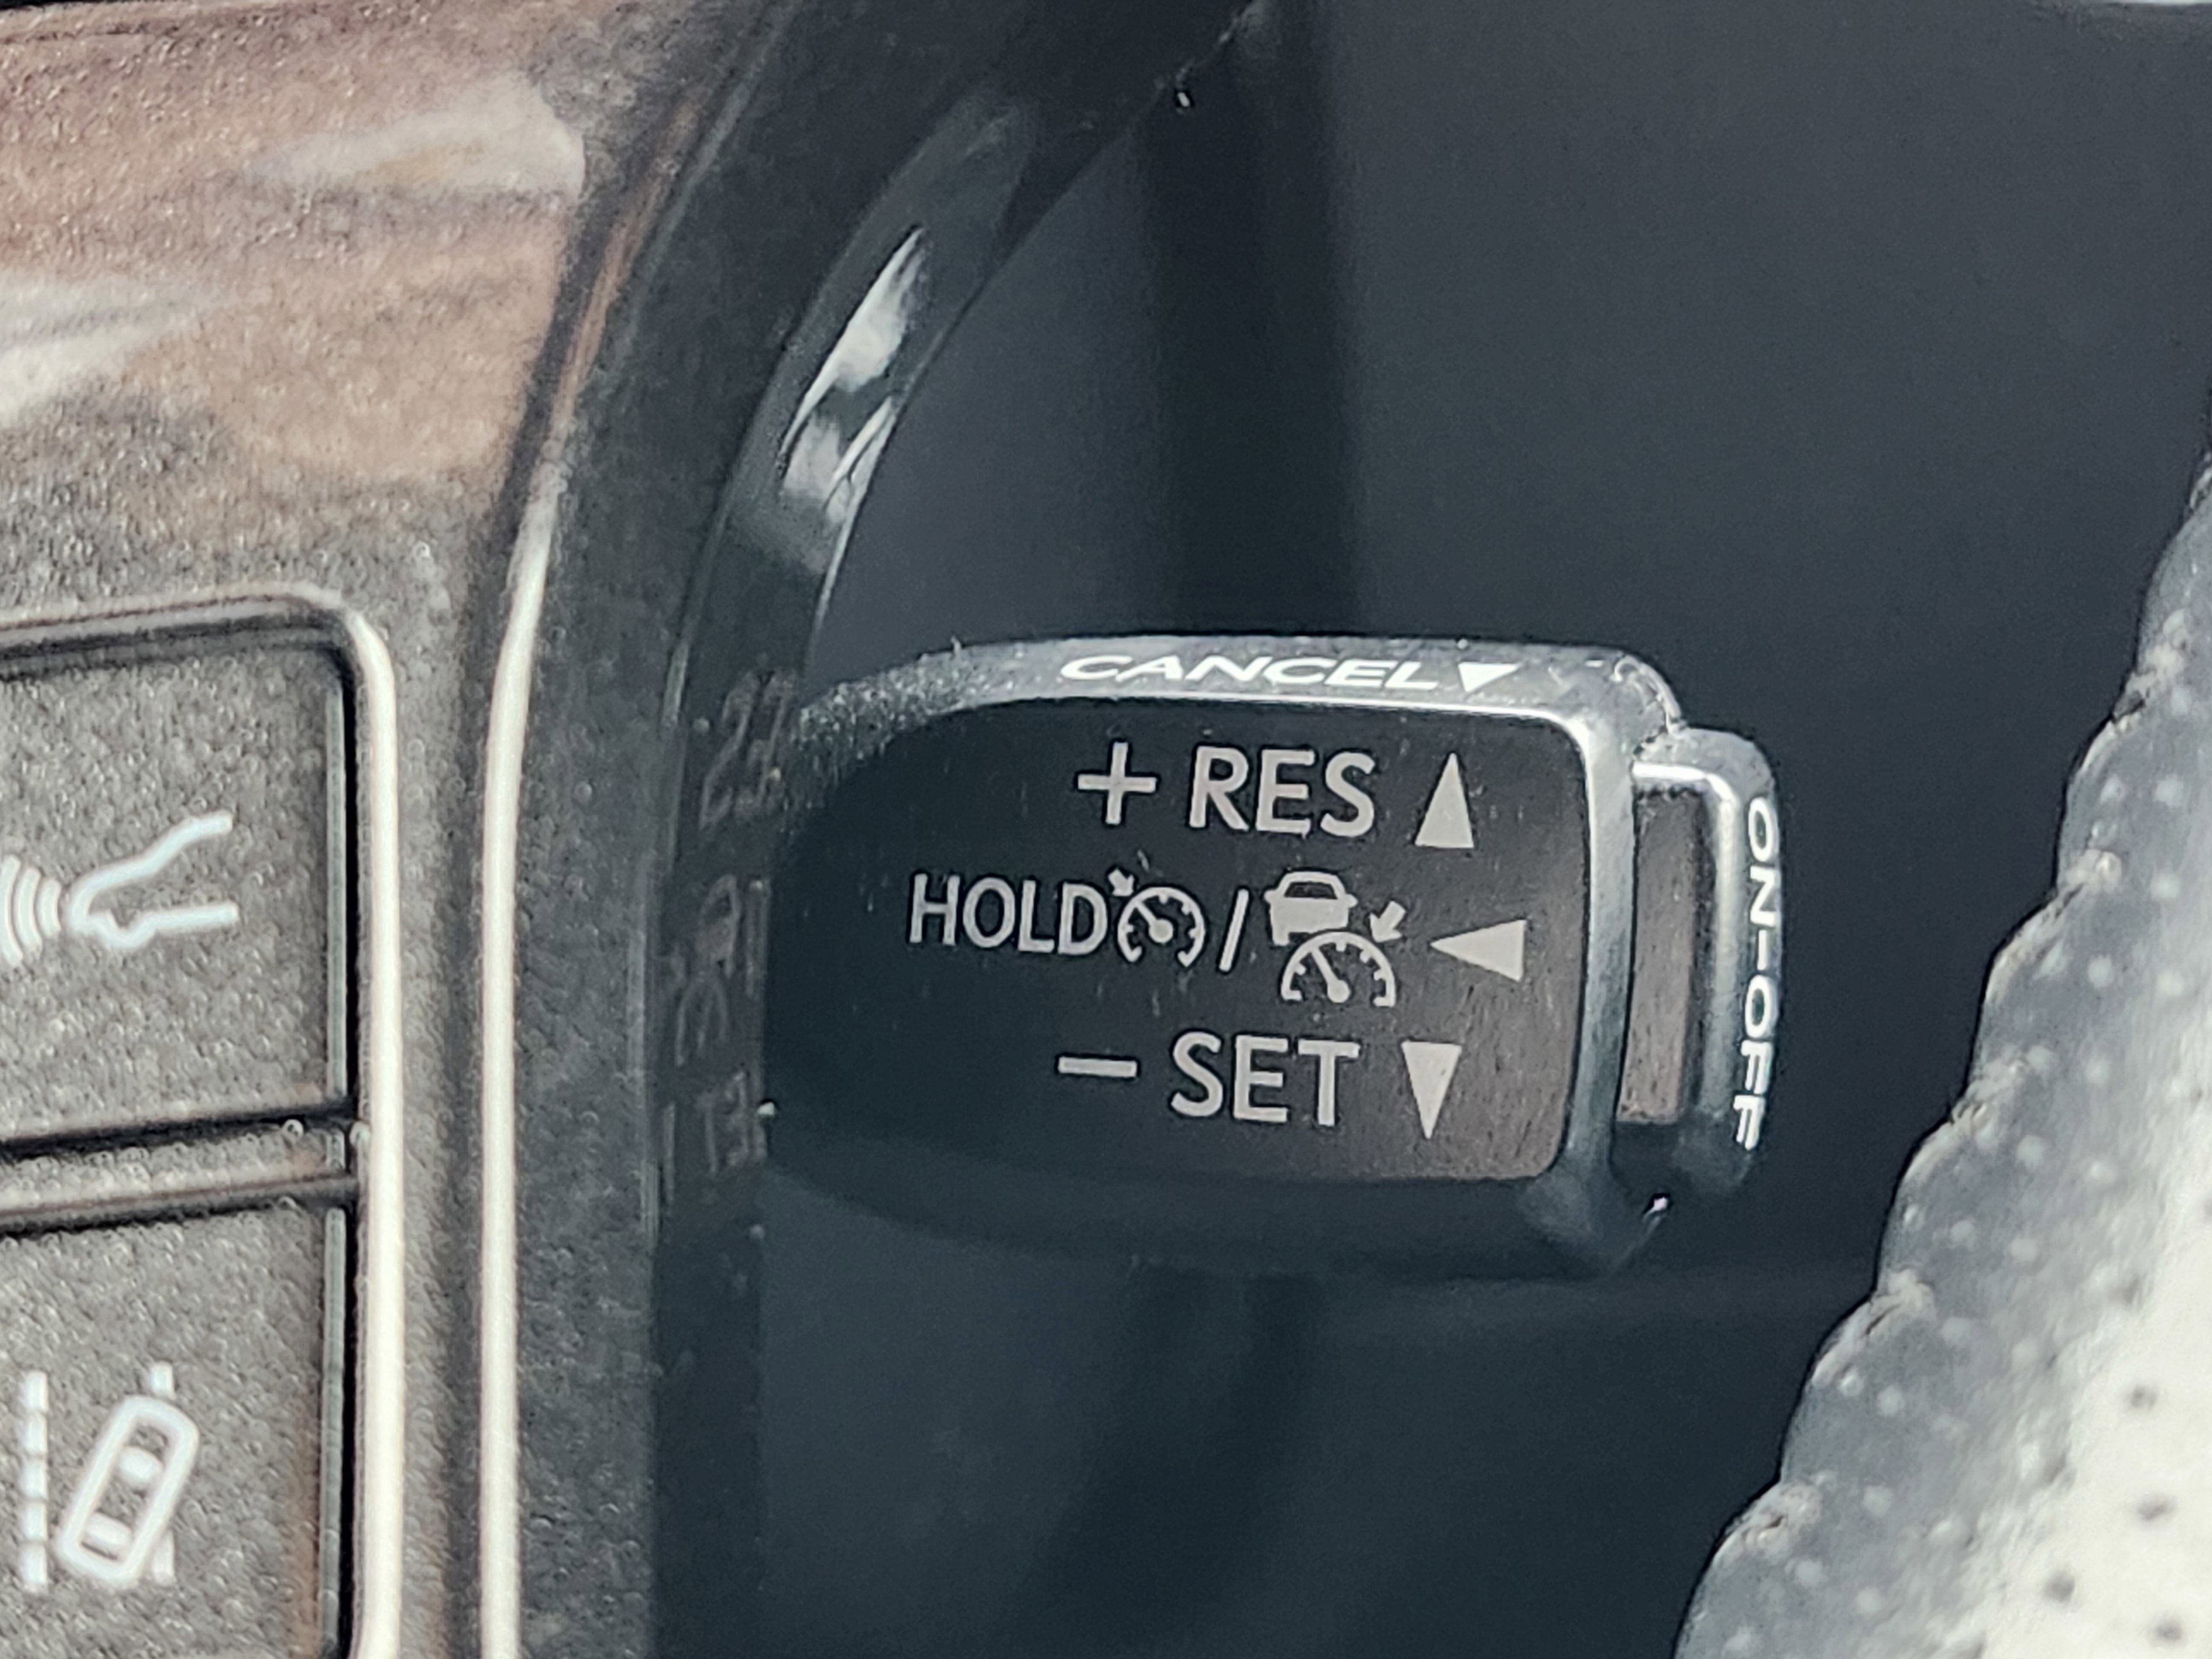 CANCEL▼
+ RES ▲
HOLD / ◀
− SET ▼
ON-OFF